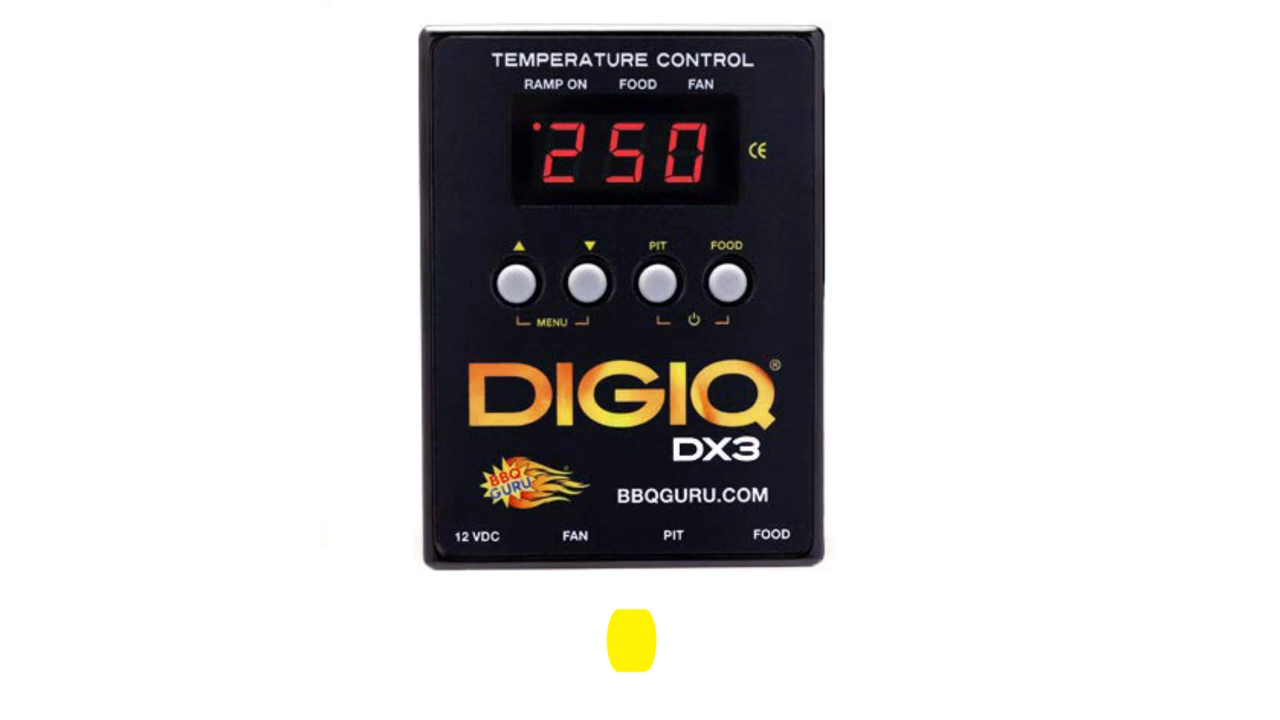 TEMPERATURE CONTROL
RAMP ON FOOD FAN
250
CE
PIT FOOD
MENU
DIGIQ®
DX3
BBQ
GURU
BBQGURU.COM
12 VDC FAN PIT FOOD